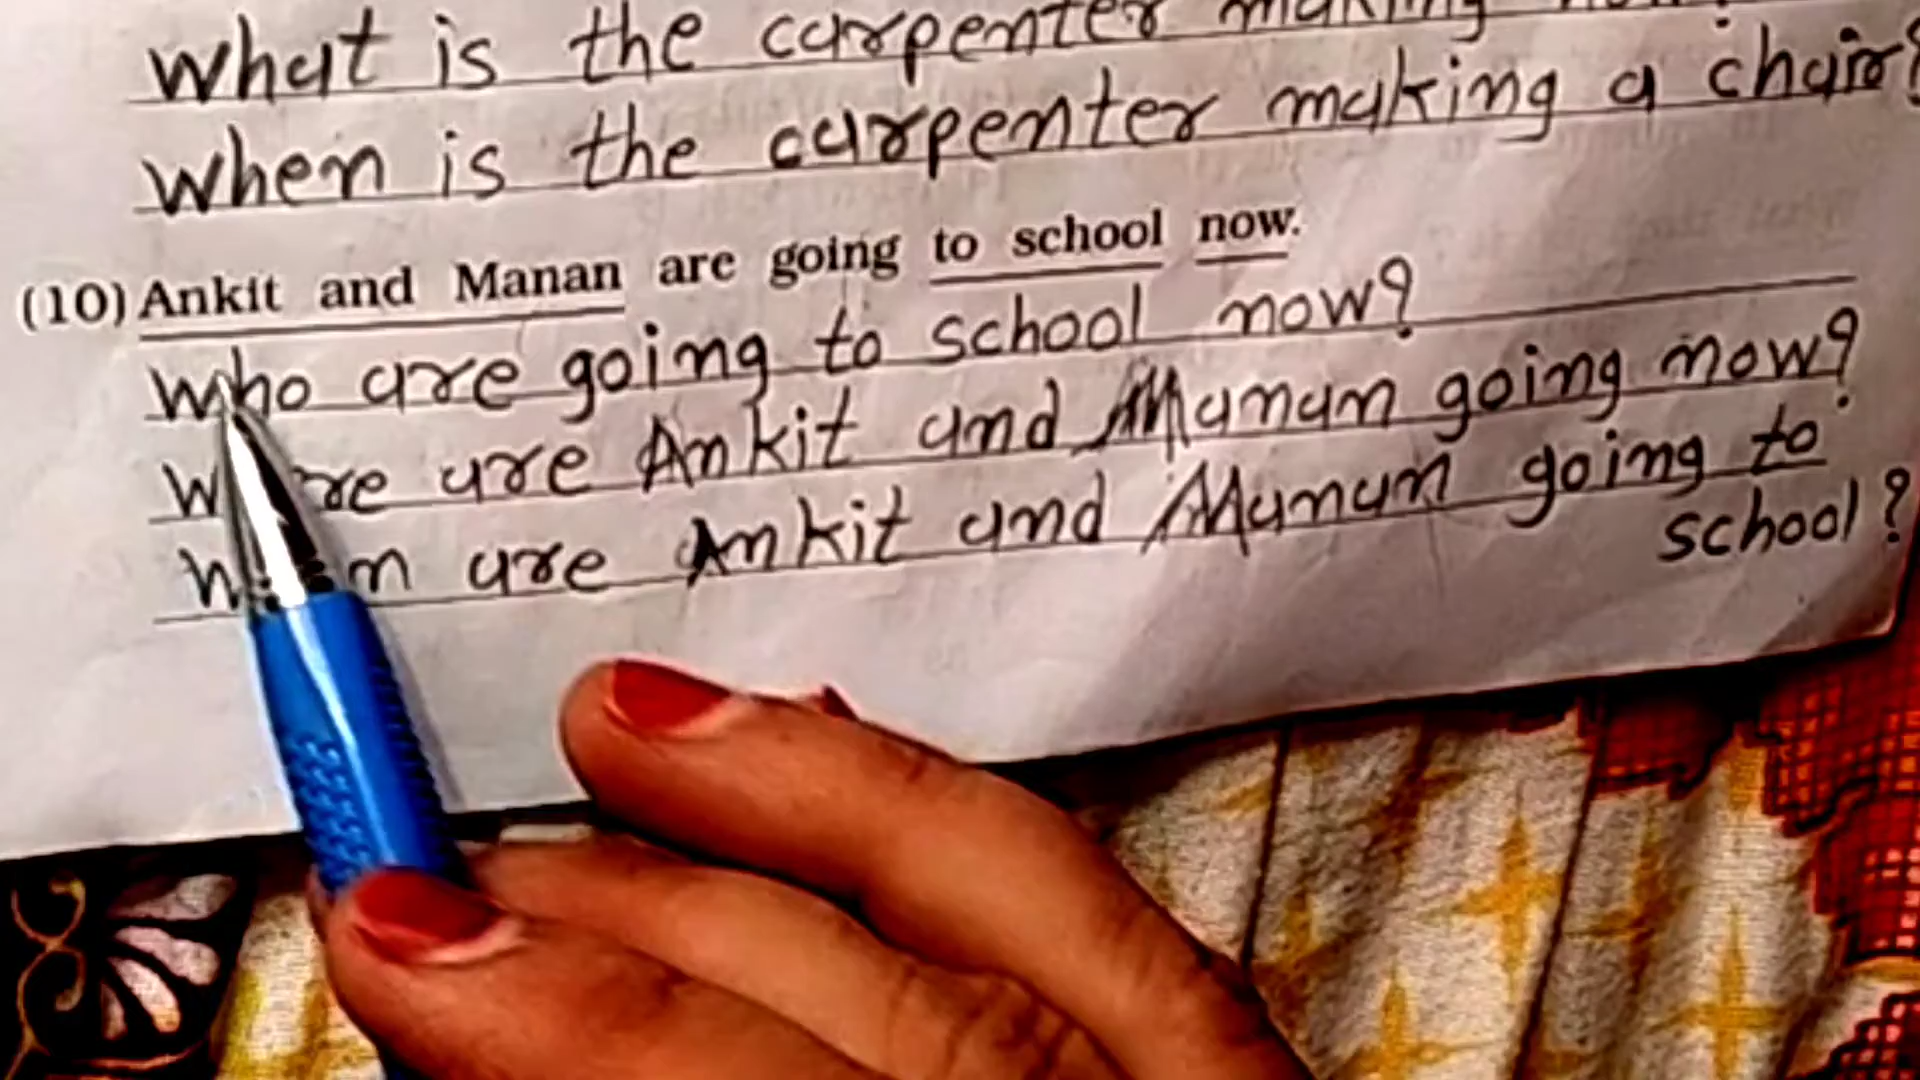 What is the carpenter making now?
When is the carpenter making a chair?
(10) Ankit and Manan are going to school now.
Who are going to school now?
are Ankit and Manan going now?
are Ankit and Manan going to
school?